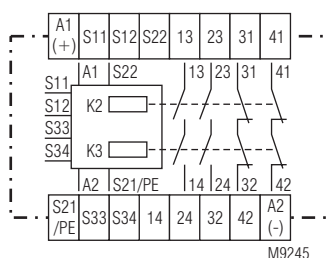 A1 (+) S11 S12 S22 13 23 31 41
A1 S22 13 23 31 41
S11
S12 K2
S33
S34 K3
A2 S21/PE 14 24 32 42
S21 /PE S33 S34 14 24 32 42 A2 (-)
M9245